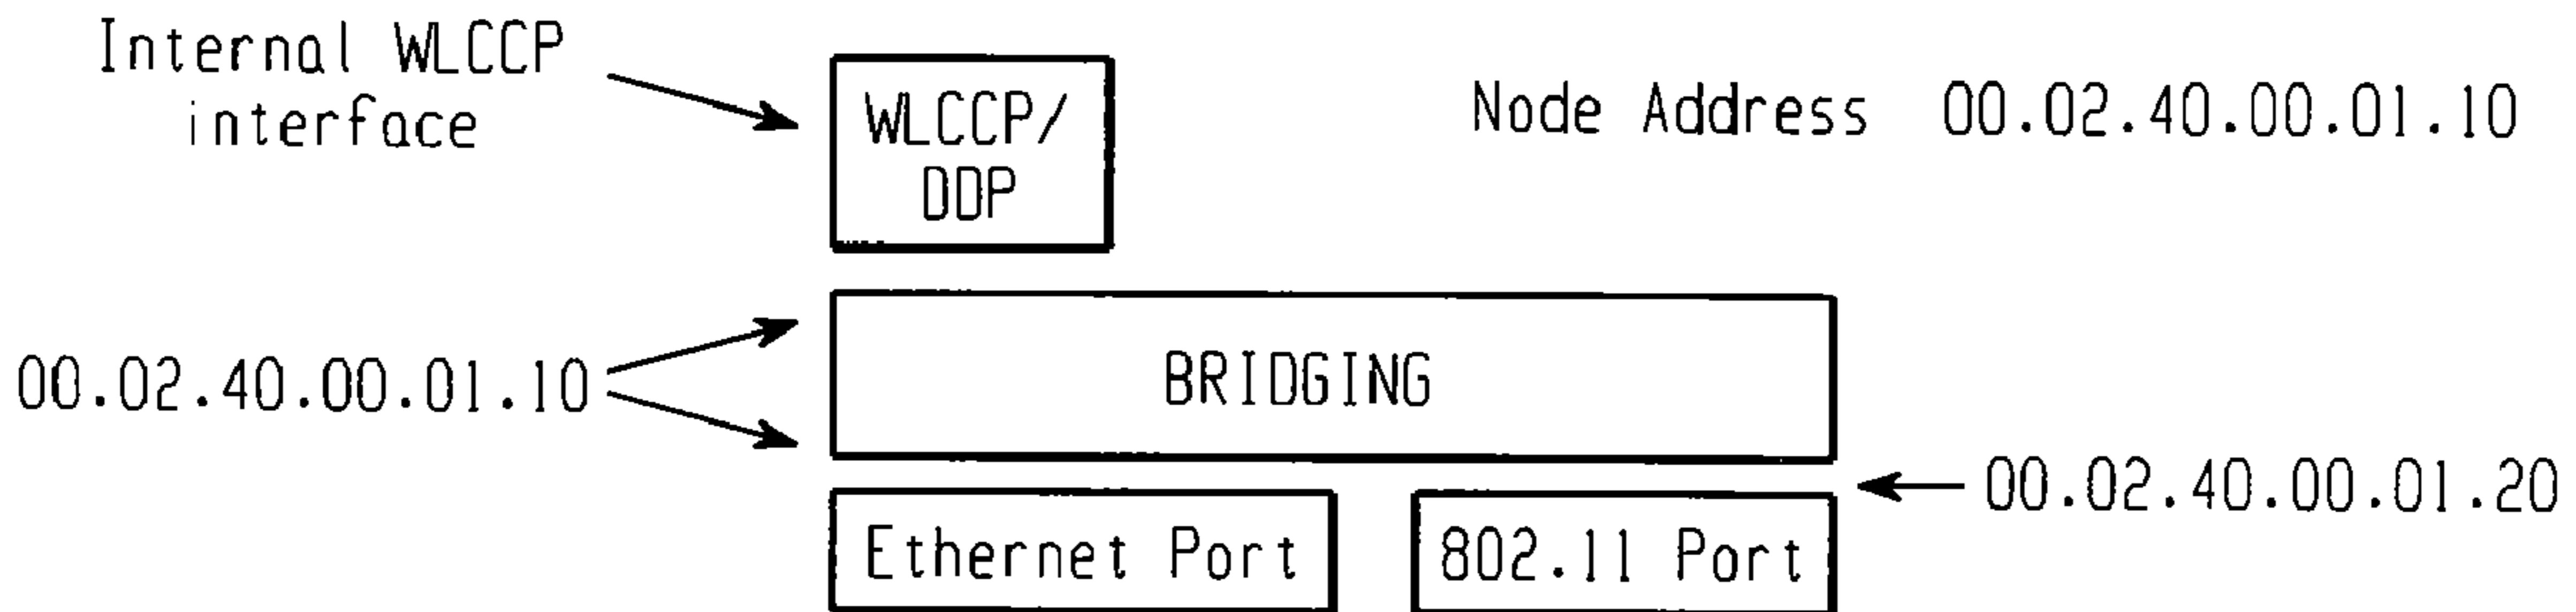 Internal WLCCP
interface
WLCCP/
DDP
Node Address 00.02.40.00.01.10
00.02.40.00.01.10
BRIDGING
00.02.40.00.01.20
Ethernet Port
802.11 Port